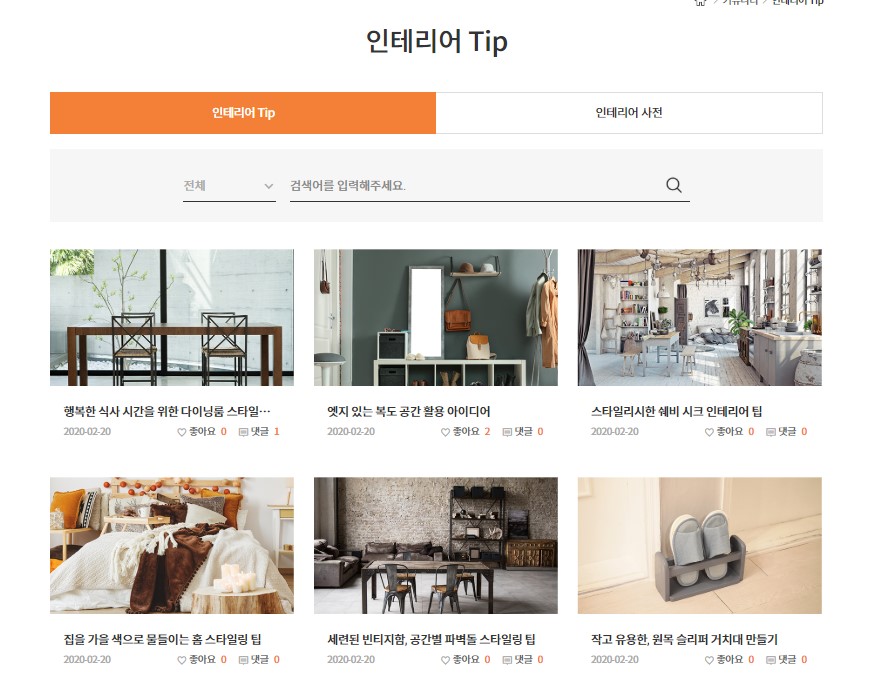 인테리어 Tip
인테리어 Tip
인테리어 Tip 인테리어 사전
전체 검색어를 입력해주세요.
행복한 식사 시간을 위한 다이닝룸 스타일…
2020-02-20 좋아요 0 댓글 1
엣지 있는 복도 공간 활용 아이디어
2020-02-20 좋아요 2 댓글 0
스타일리시한 쉐비 시크 인테리어 팁
2020-02-20 좋아요 0 댓글 0
집을 가을 색으로 물들이는 홈 스타일링 팁
2020-02-20 좋아요 0 댓글 0
세련된 빈티지함, 공간별 파벽돌 스타일링 팁
2020-02-20 좋아요 0 댓글 0
작고 유용한, 원목 슬리퍼 거치대 만들기
2020-02-20 좋아요 0 댓글 0